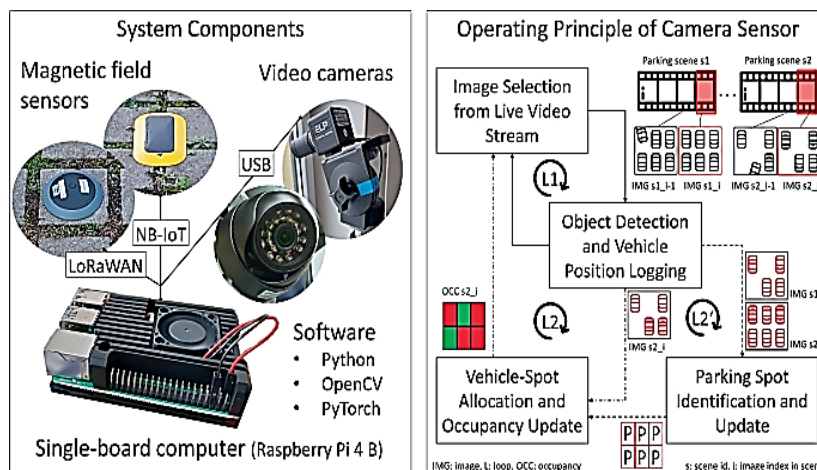 System Components
Magnetic field
sensors
Video cameras
ELP
USB
NB-IoT
LoRaWAN
Software
• Python
• OpenCV
• PyTorch
Single-board computer (Raspberry Pi 4 B)
Operating Principle of Camera Sensor
Image Selection
from Live Video
Stream
Parking scene s1
Parking scene s2
...
IMG s1_i-1
IMG s1_i
IMG s2_i-1
IMG s2_
L1
Object Detection
and Vehicle
Position Logging
OCC s2_i
L2
IMG s2_i
L2'
IMG s1
IMG s2
Vehicle-Spot
Allocation and
Occupancy Update
Parking Spot
Identification and
Update
P P P
P P P
IMG: image, L: loop, OCC: occupancy
s: scene id, i: image index in scen